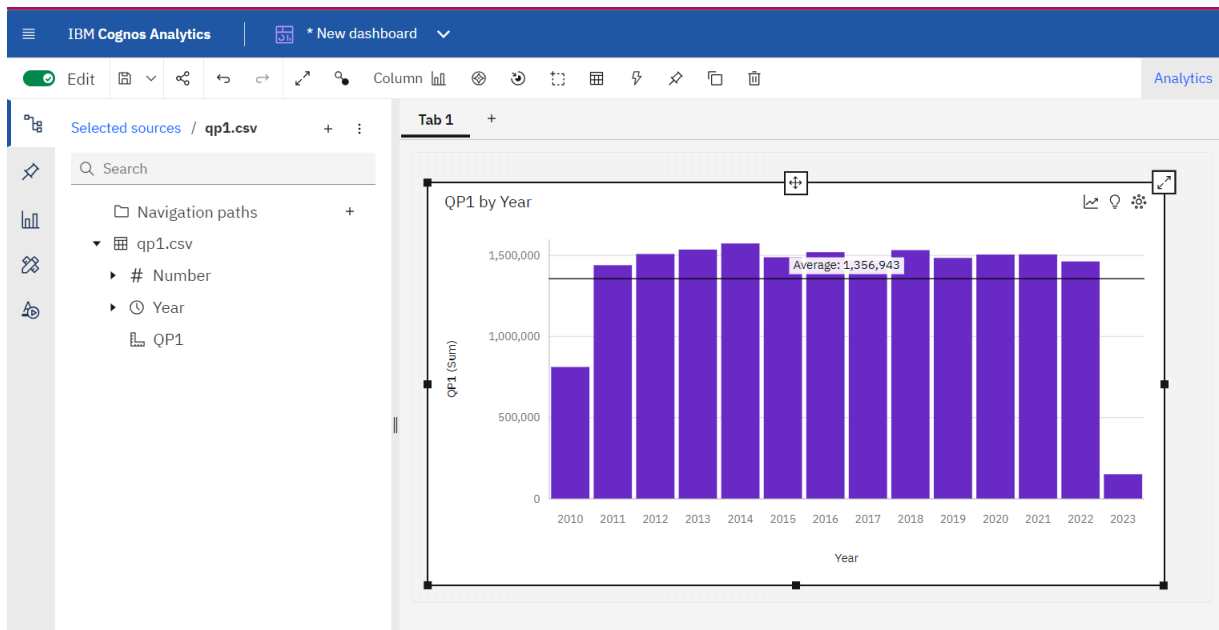 IBM Cognos Analytics
* New dashboard
Edit
Column
Analytics
Selected sources / qp1.csv
Tab 1
Search
Navigation paths
qp1.csv
# Number
Year
QP1
QP1 by Year
1,500,000
1,000,000
500,000
0
QP1 (Sum)
Average: 1,356,943
2010 2011 2012 2013 2014 2015 2016 2017 2018 2019 2020 2021 2022 2023
Year